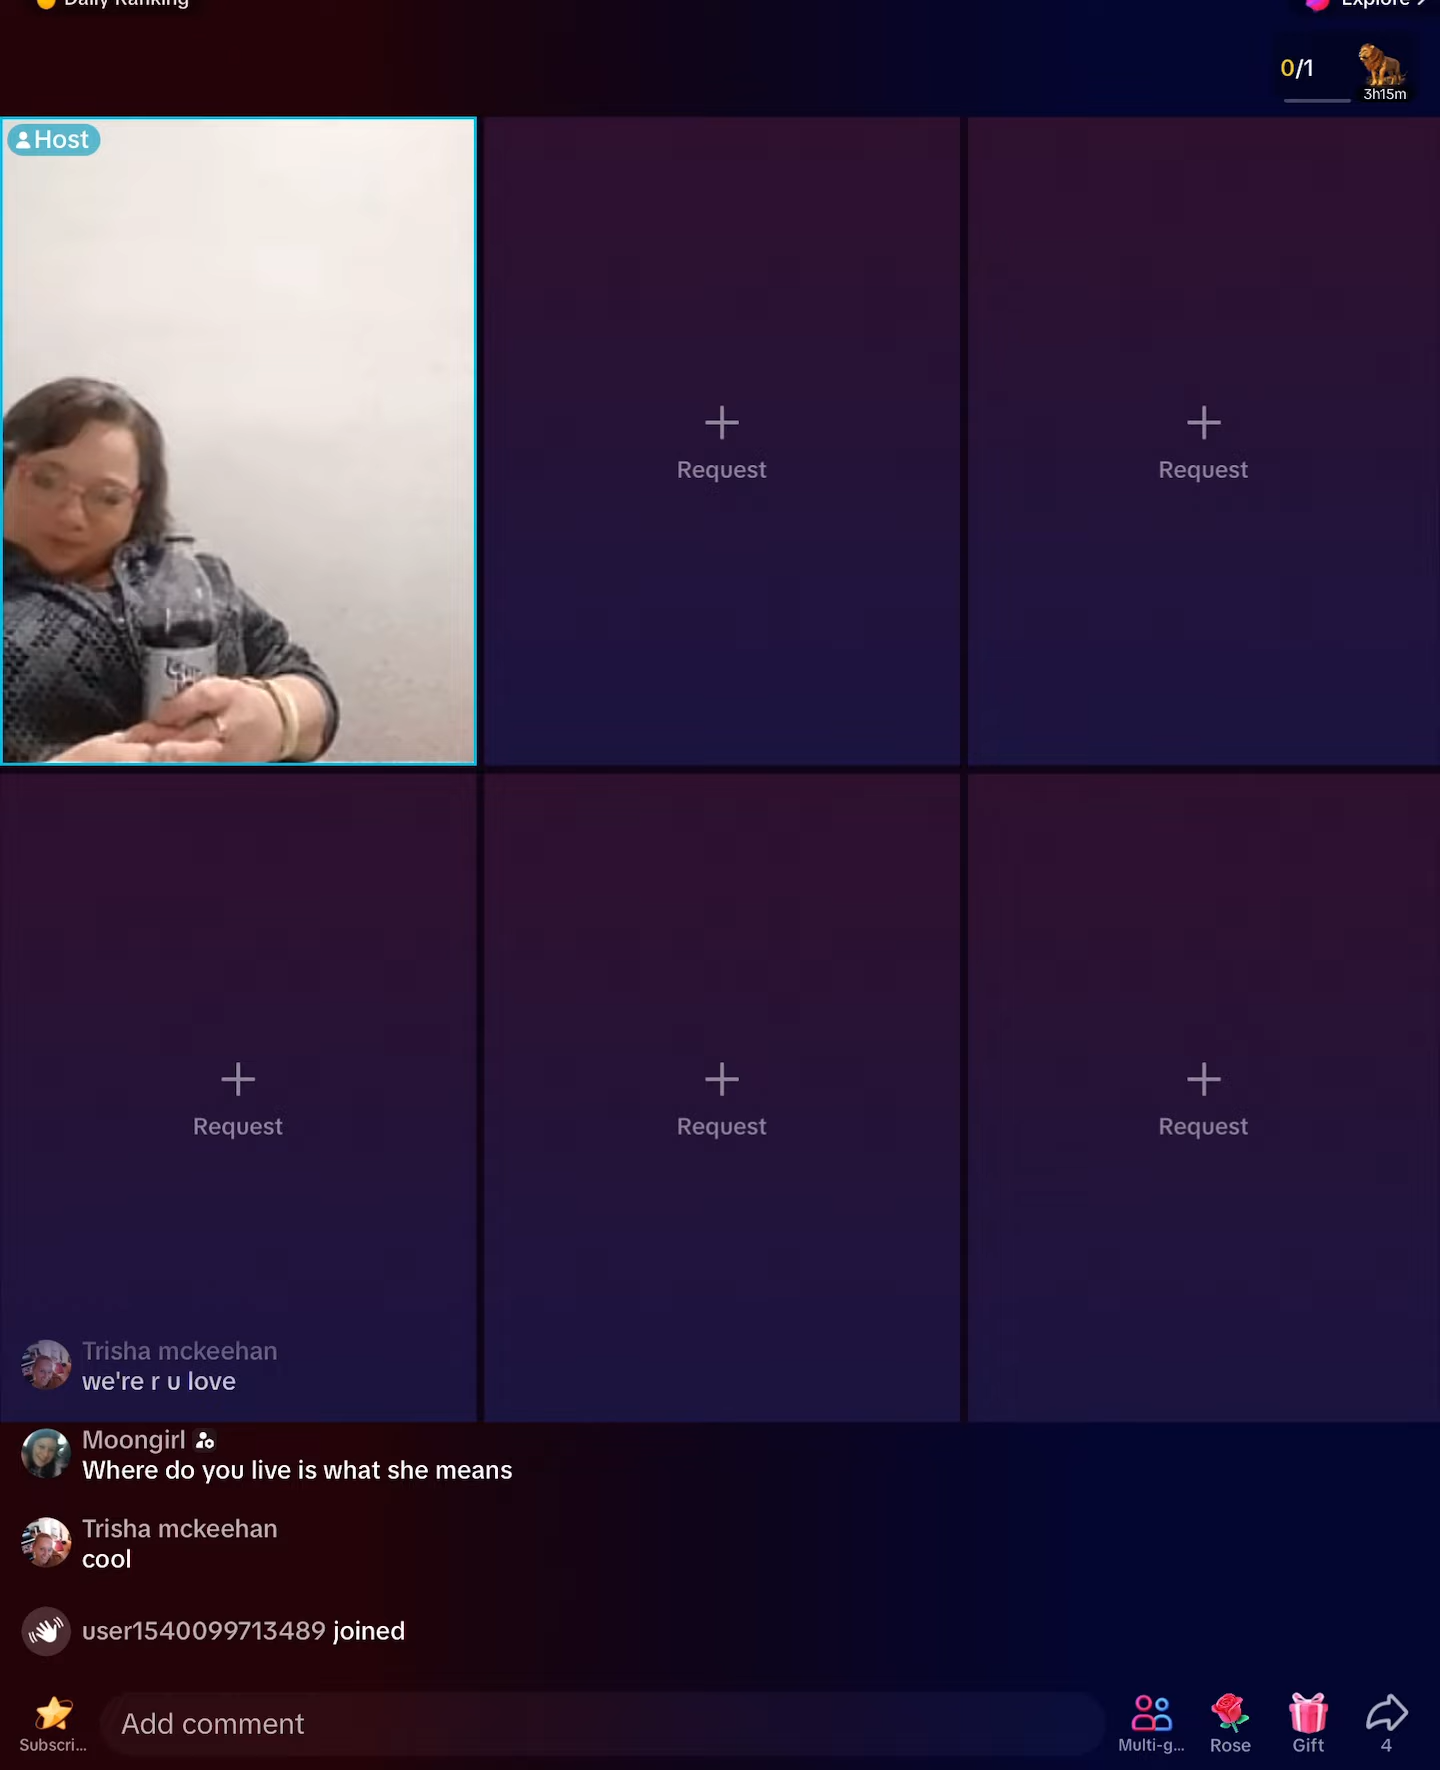 Daily Ranking
Explore >
0/1
3h15m
Host
+ Request
+ Request
+ Request
+ Request
+ Request
Trisha mckeehan
we're r u love
Moongirl
Where do you live is what she means
Trisha mckeehan
cool
user1540099713489 joined
Subscri...
Add comment
Multi-g...
Rose
Gift
4